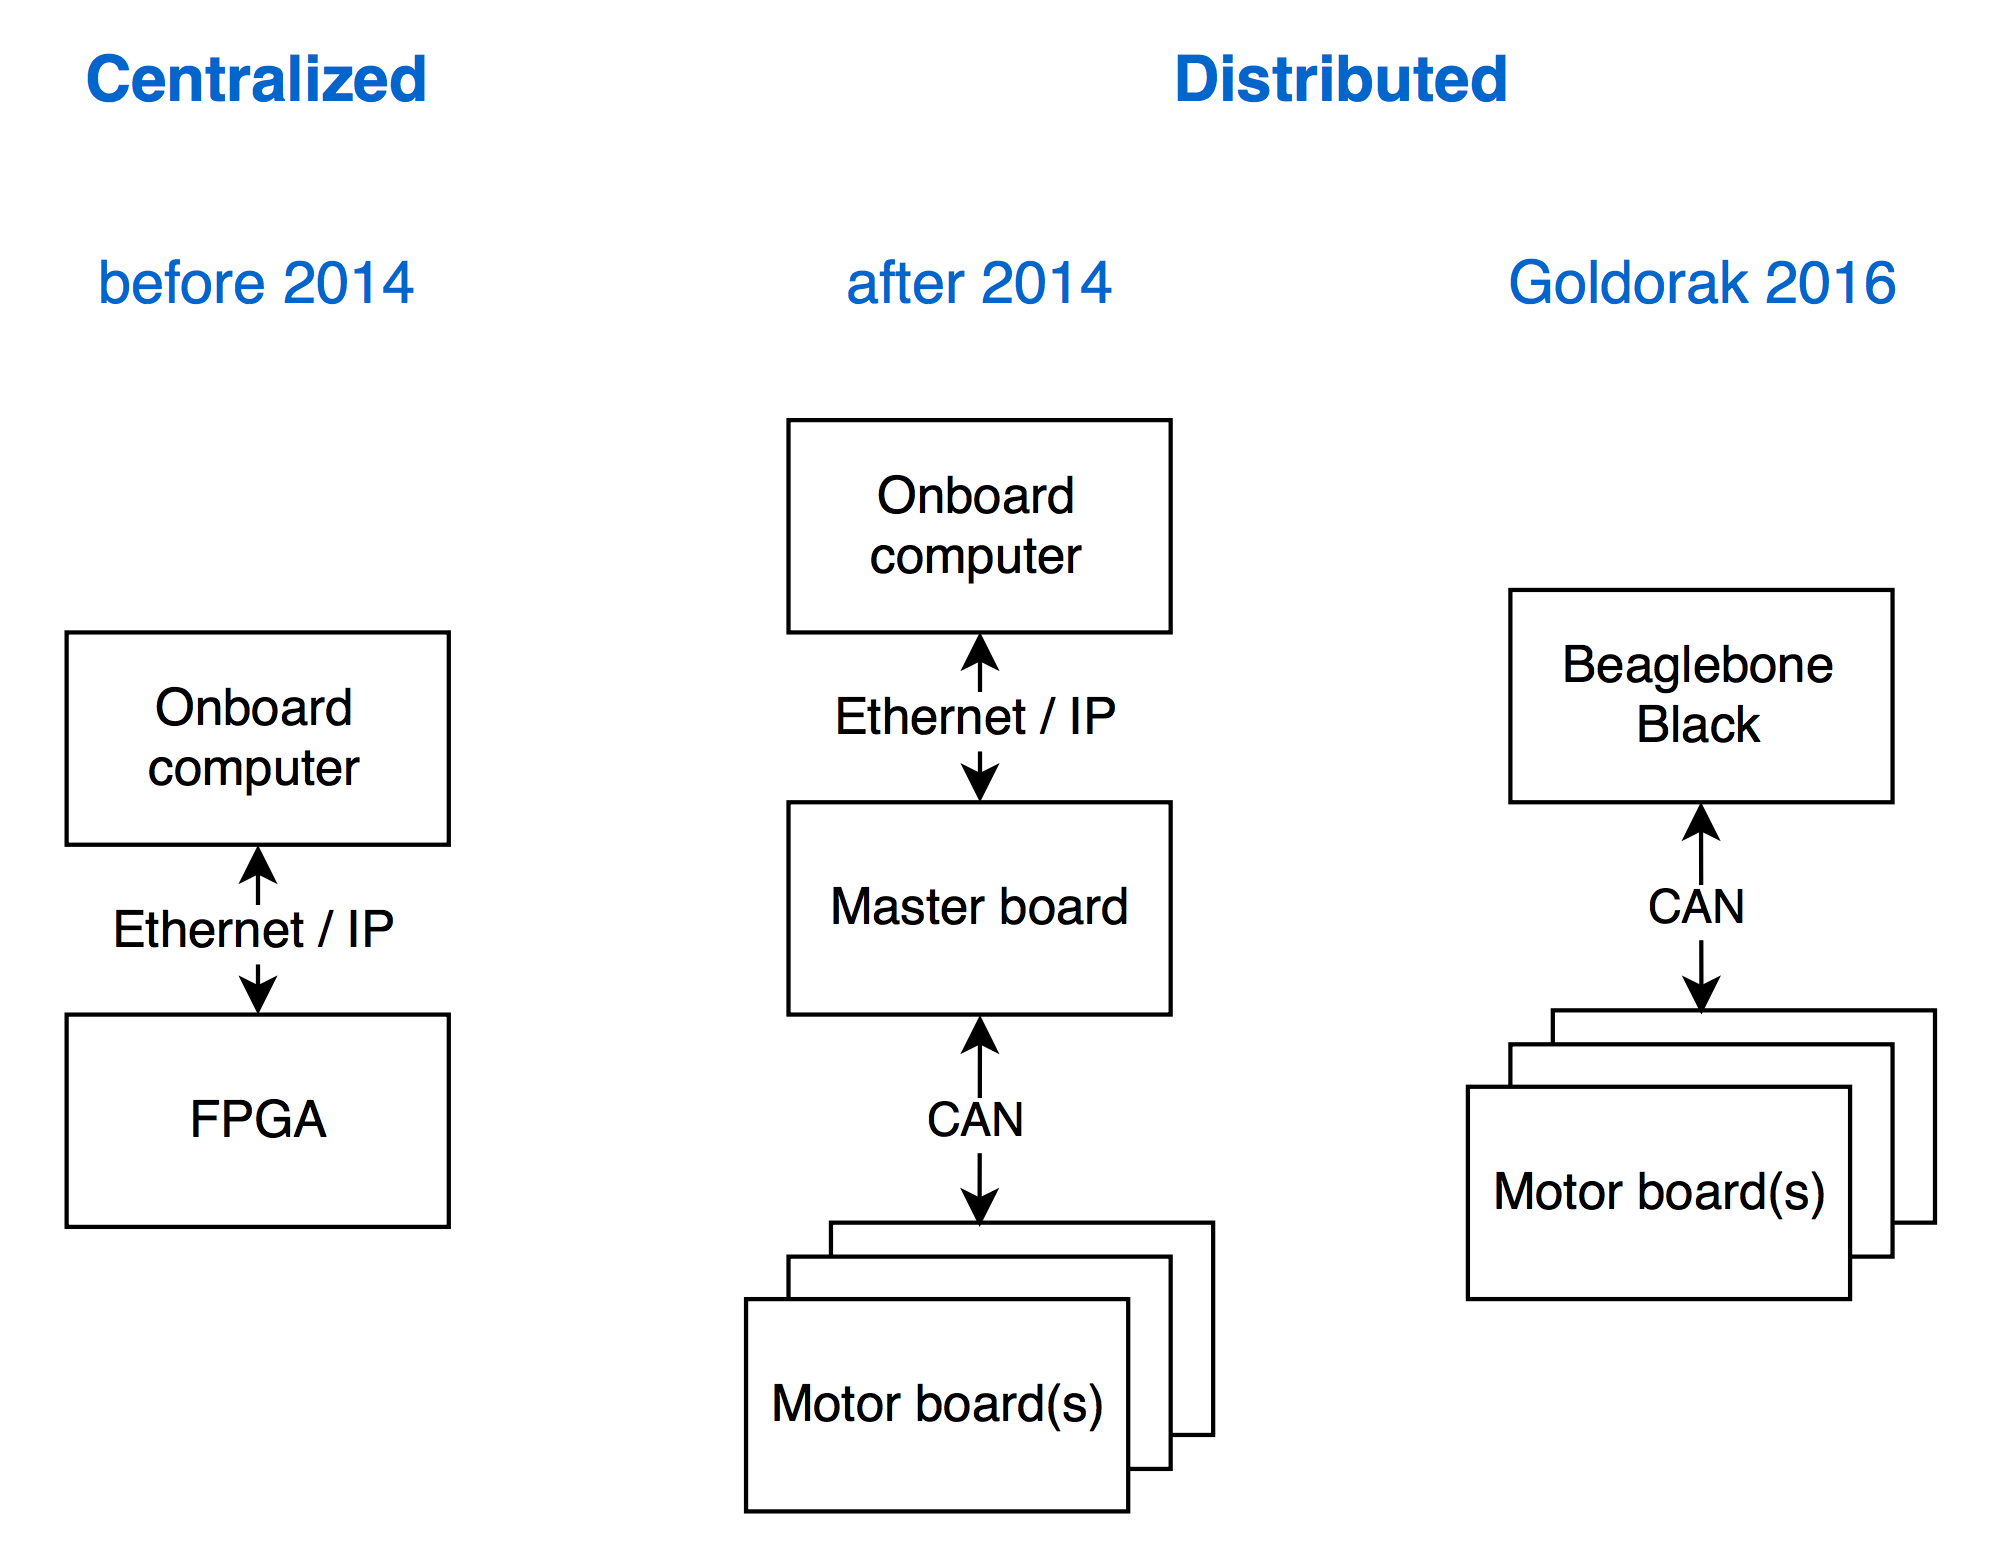 Centralized
Distributed
before 2014
after 2014
Goldorak 2016
Onboard
computer
Ethernet / IP
FPGA
Onboard
computer
Ethernet / IP
Master board
CAN
Motor board(s)
Beaglebone
Black
CAN
Motor board(s)